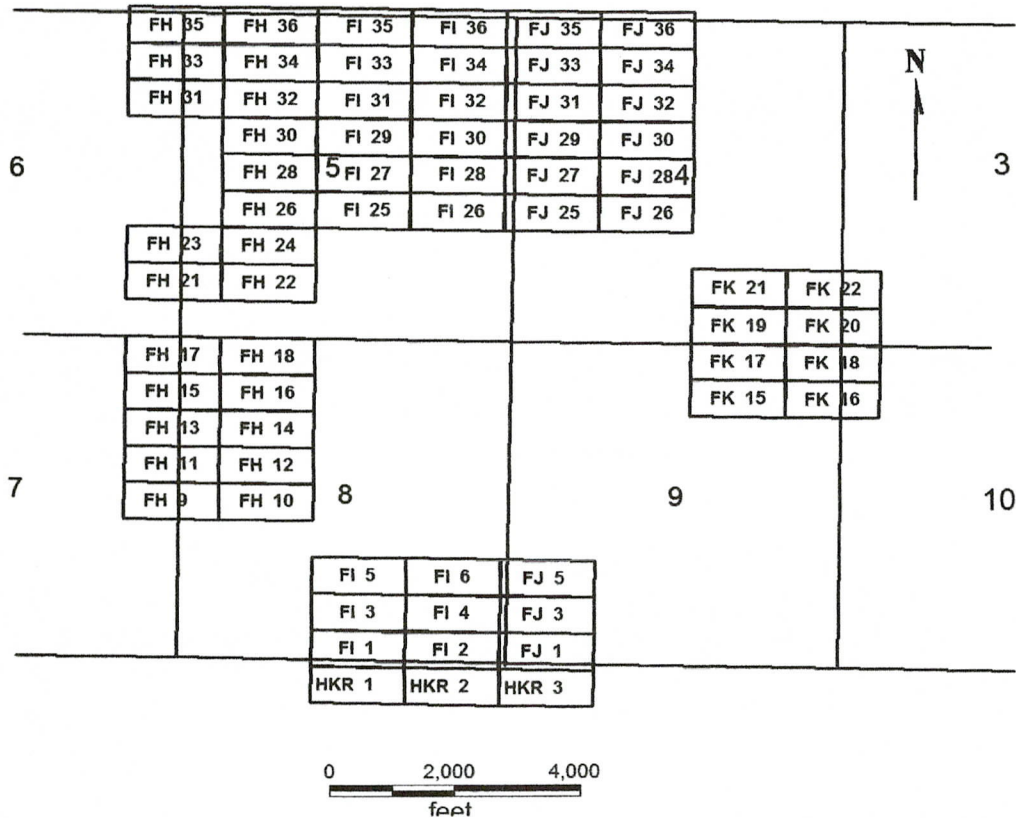 FH 35 FH 36 FI 35 FI 36 FJ 35 FJ 36
FH 33 FH 34 FI 33 FI 34 FJ 33 FJ 34
N
FH 31 FH 32 FI 31 FI 32 FJ 31 FJ 32
FH 30 FI 29 FI 30 FJ 29 FJ 30
6 FH 28 5 FI 27 FI 28 FJ 27 FJ 28 4 3
FH 26 FI 25 FI 26 FJ 25 FJ 26
FH 23 FH 24
FH 21 FH 22 FK 21 FK 22
FK 19 FK 20
FH 17 FH 18 FK 17 FK 18
FH 15 FH 16 FK 15 FK 16
FH 13 FH 14
FH 11 FH 12
7 FH 9 FH 10 8 9 10
FI 5 FI 6 FJ 5
FI 3 FI 4 FJ 3
FI 1 FI 2 FJ 1
HKR 1 HKR 2 HKR 3
0 2,000 4,000
feet